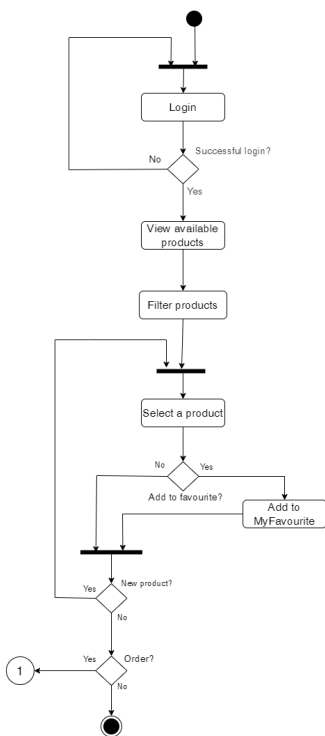 Login
Successful login?
No
Yes
View available
products
Filter products
Select a product
No
Yes
Add to favourite?
Add to
MyFavourite
New product?
Yes
No
Order?
Yes
1
No